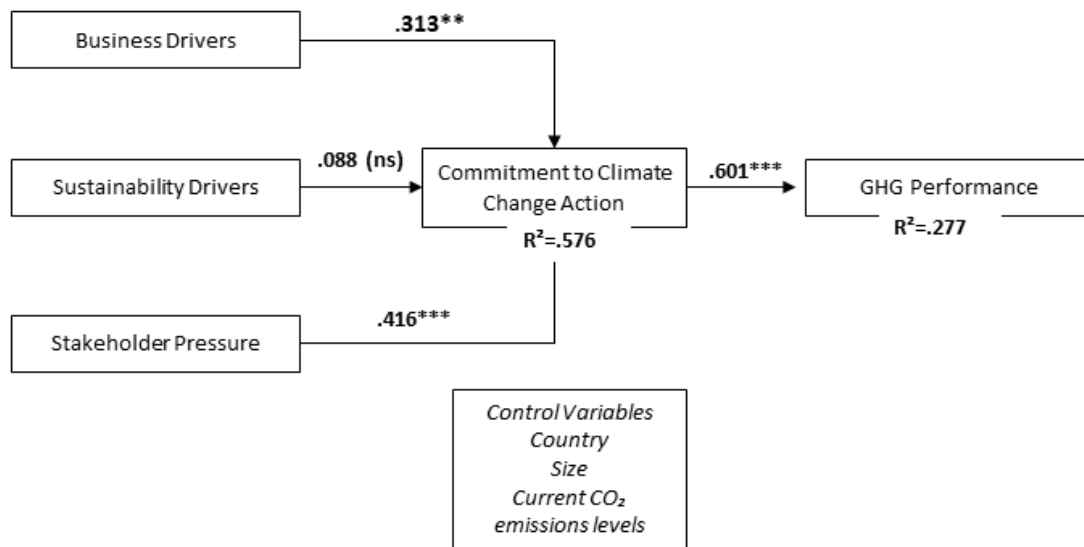 .313**
Business Drivers
.088 (ns)
Sustainability Drivers
Commitment to Climate
Change Action
R²=.576
.601***
GHG Performance
R²=.277
.416***
Stakeholder Pressure
Control Variables
Country
Size
Current CO₂
emissions levels